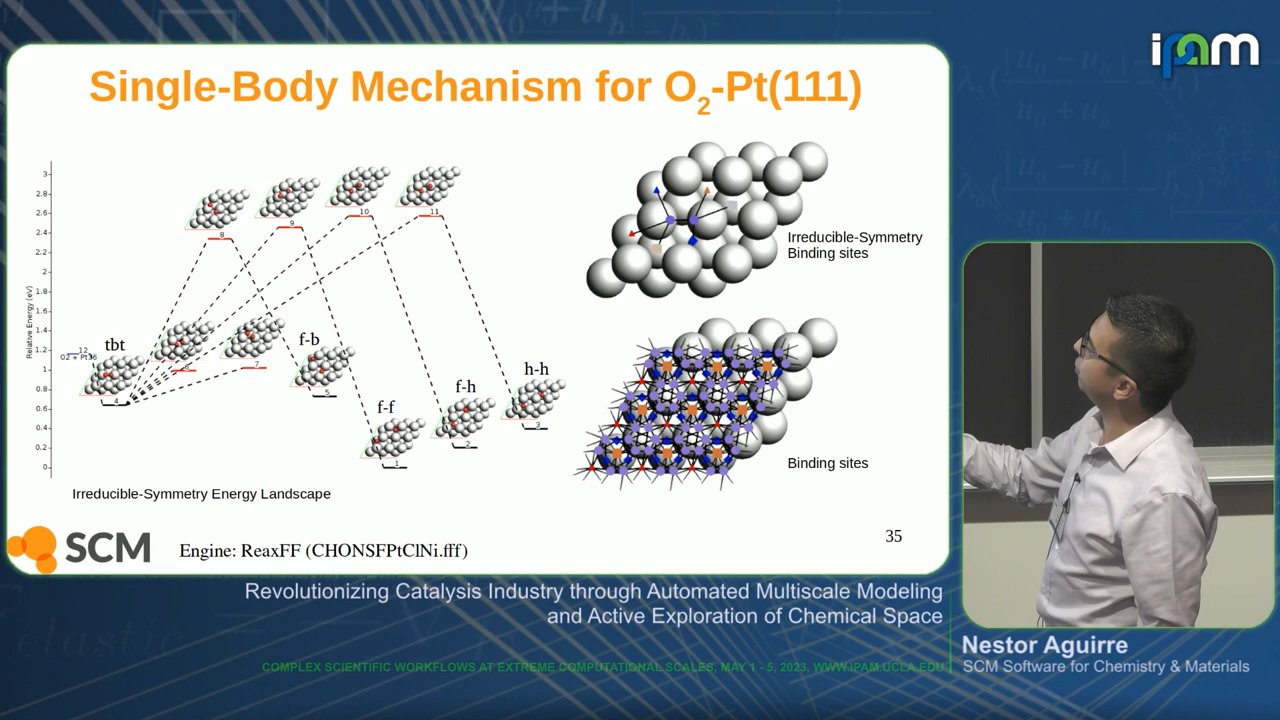 ipam
Single-Body Mechanism for O2-Pt(111)
Relative Energy (eV)
3
2.8
2.6
2.4
2.2
2
1.8
1.6
1.4
1.2
1
0.8
0.6
0.4
0.2
0
8
9
10
11
12
tbt
4
6
7
f-b
5
f-f
1
f-h
2
h-h
3
Irreducible-Symmetry Energy Landscape
Irreducible-Symmetry
Binding sites
Binding sites
SCM
Engine: ReaxFF (CHONSFPtClNi.fff)
35
Revolutionizing Catalysis Industry through Automated Multiscale Modeling
and Active Exploration of Chemical Space
Nestor Aguirre
SCM Software for Chemistry & Materials
COMPLEX SCIENTIFIC WORKFLOWS AT EXTREME COMPUTATIONAL SCALES, MAY 1 - 5, 2023, WWW.IPAM.UCLA.EDU
elastic